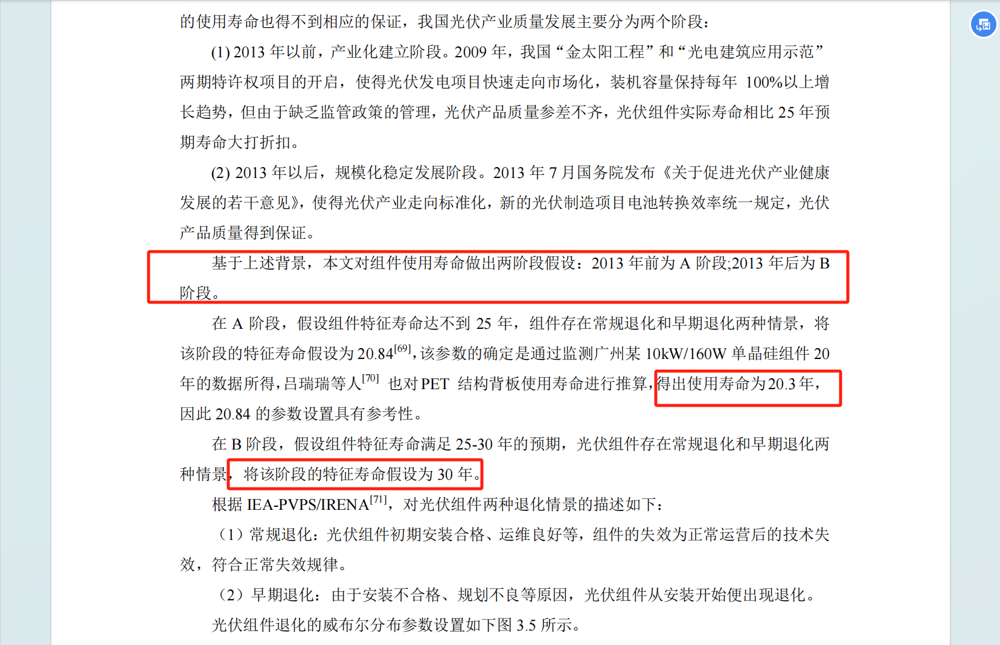 的使用寿命也得不到相应的保证，我国光伏产业质量发展主要分为两个阶段：
(1) 2013 年以前，产业化建立阶段。2009 年，我国“金太阳工程”和“光电建筑应用示范”
两期特许权项目的开启，使得光伏发电项目快速走向市场化，装机容量保持每年 100%以上增
长趋势，但由于缺乏监管政策的管理，光伏产品质量参差不齐，光伏组件实际寿命相比 25 年预
期寿命大打折扣。
(2) 2013 年以后，规模化稳定发展阶段。2013 年 7 月国务院发布《关于促进光伏产业健康
发展的若干意见》，使得光伏产业走向标准化，新的光伏制造项目电池转换效率统一规定，光伏
产品质量得到保证。
基于上述背景，本文对组件使用寿命做出两阶段假设：2013 年前为 A 阶段;2013 年后为 B
阶段。
在 A 阶段，假设组件特征寿命达不到 25 年，组件存在常规退化和早期退化两种情景，将
该阶段的特征寿命假设为 20.84[69]，该参数的确定是通过监测广州某 10kW/160W 单晶硅组件 20
年的数据所得，吕瑞瑞等人[70] 也对 PET 结构背板使用寿命进行推算，得出使用寿命为 20.3 年，
因此 20.84 的参数设置具有参考性。
在 B 阶段，假设组件特征寿命满足 25-30 年的预期，光伏组件存在常规退化和早期退化两
种情景，将该阶段的特征寿命假设为 30 年。
根据 IEA-PVPS/IRENA[71]，对光伏组件两种退化情景的描述如下：
（1）常规退化：光伏组件初期安装合格、运维良好等，组件的失效为正常运营后的技术失
效，符合正常失效规律。
（2）早期退化：由于安装不合格、规划不良等原因，光伏组件从安装开始便出现退化。
光伏组件退化的威布尔分布参数设置如下图 3.5 所示。